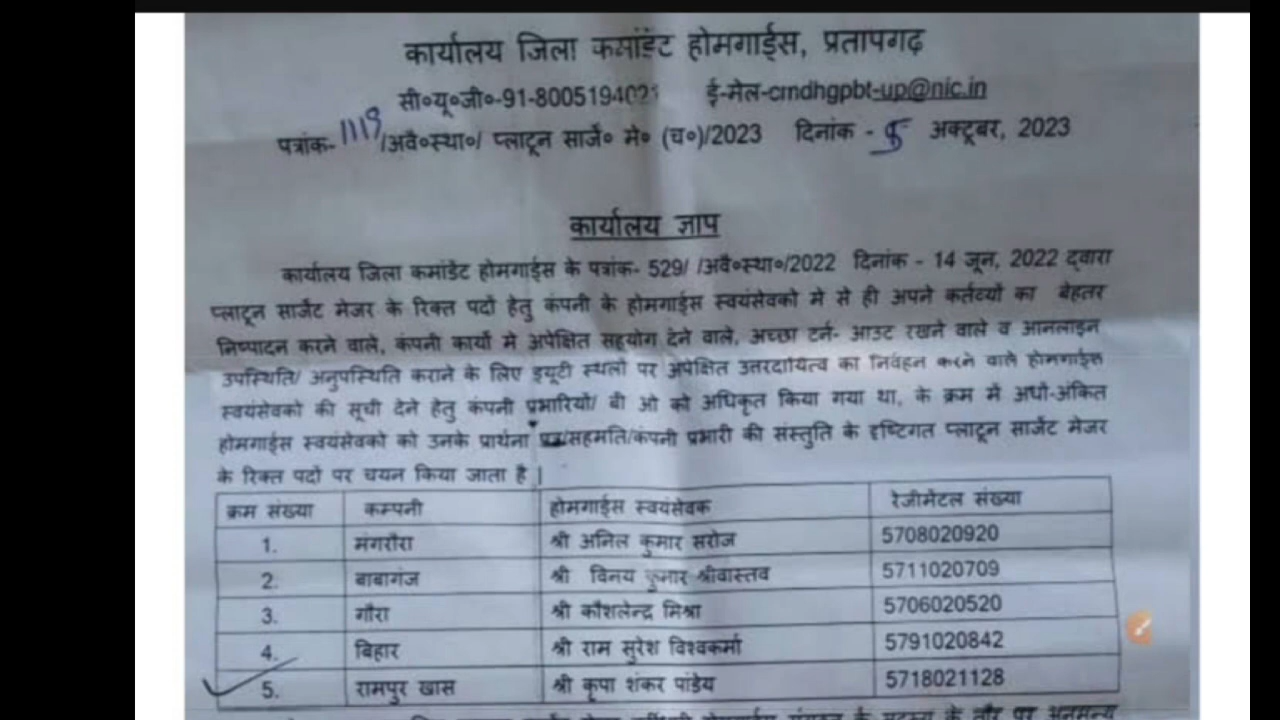 कार्यालय जिला कमांडेंट होमगार्ड्स, प्रतापगढ़
सी०यू०जी०-91-8005194021 ई-मेल-cmdhgpbt-up@nic.in
पत्रांक-1119/अवै०स्था०/ प्लाटून सार्जे० मे० (च०)/2023 दिनांक - अक्टूबर, 2023
कार्यालय ज्ञाप
कार्यालय जिला कमांडेंट होमगार्ड्स के पत्रांक- 529/ /अवै०स्था०/2022 दिनांक - 14 जून, 2022 द्वारा
प्लाटून सार्जेंट मेजर के रिक्त पदों हेतु कंपनी के होमगार्ड्स स्वयंसेवको मे से ही अपने कर्तव्यों का बेहतर
निष्पादन करने वाले, कंपनी कार्यो मे अपेक्षित सहयोग देने वाले, अच्छा टर्न- आउट रखने वाले व आनलाइन
उपस्थिति/ अनुपस्थिति कराने के लिए ड्यूटी स्थलों पर अपेक्षित उत्तरदायित्व का निर्वहन करने वाले होमगार्ड्स
स्वयंसेवको की सूची देने हेतु कंपनी प्रभारियों/ बी ओ को अधिकृत किया गया था, के क्रम में अधो-अंकित
होमगार्ड्स स्वयंसेवको को उनके प्रार्थना पत्र/सहमति/कंपनी प्रभारी की संस्तुति के दृष्टिगत प्लाटून सार्जेंट मेजर
के रिक्त पदों पर चयन किया जाता है |
क्रम संख्या कम्पनी होमगार्ड्स स्वयंसेवक रेजीमेंटल संख्या
1. मंगरौरा श्री अनिल कुमार सरोज 5708020920
2. बाबागंज श्री विनय कुमार श्रीवास्तव 5711020709
3. गौरा श्री कौशलेन्द्र मिश्रा 5706020520
4. बिहार श्री राम सुरेश विश्वकर्मा 5791020842
5. रामपुर खास श्री कृपा शंकर पांडेय 5718021128